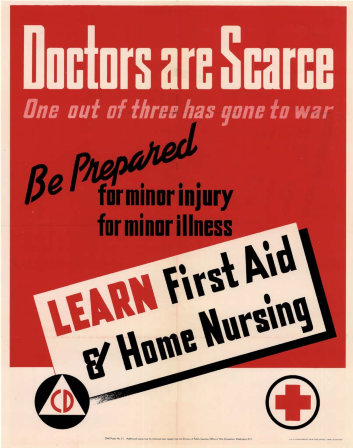 Doctors are Scarce
One out of three has gone to war
Be Prepared
for minor injury
for minor illness
LEARN First Aid
& Home Nursing
CD